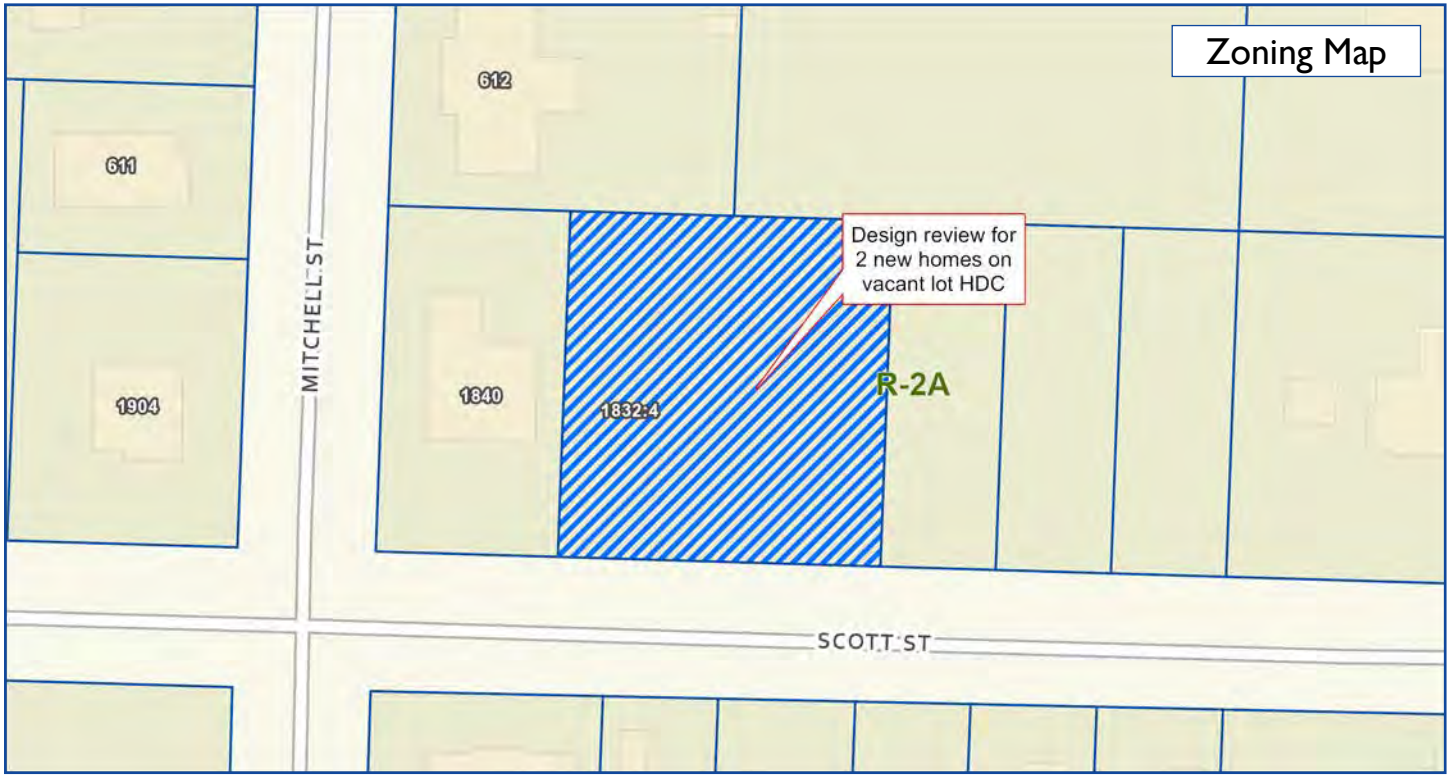 Zoning Map
612
611
MITCHELL ST
Design review for
2 new homes on
vacant lot HDC
R-2A
1904
1840
1832:4
SCOTT ST